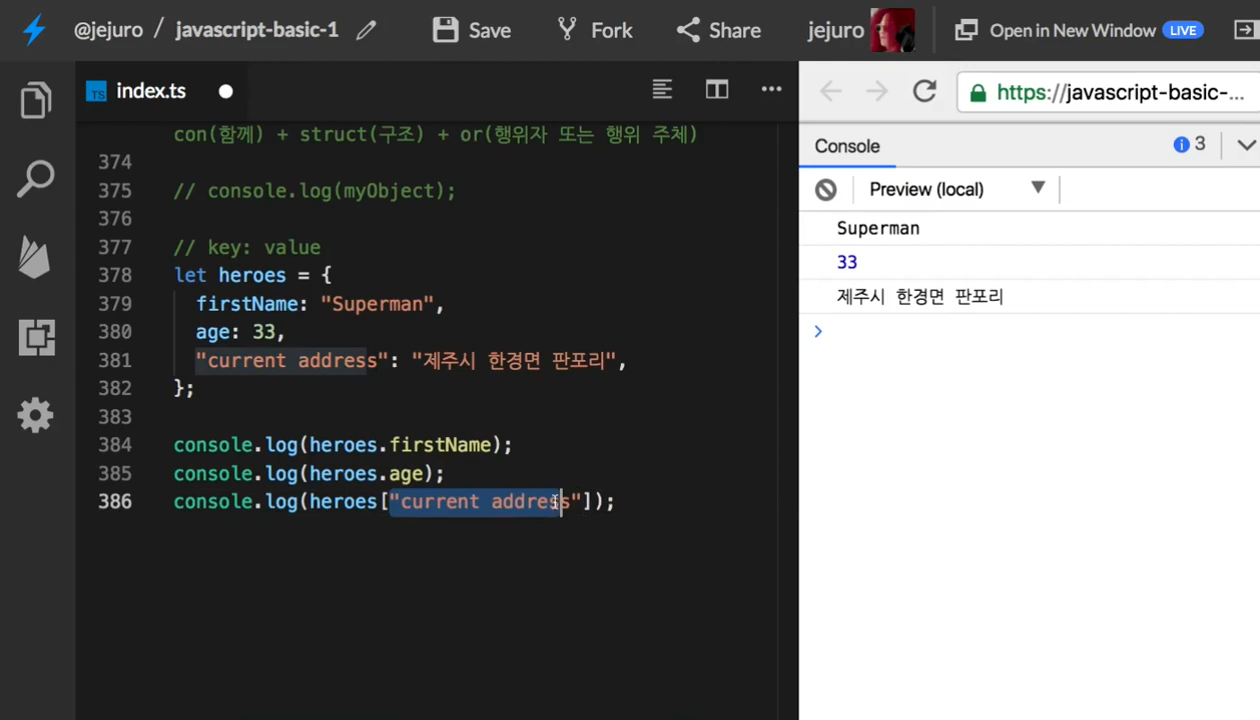 @jejuro / javascript-basic-1
Save
Fork
Share
jejuro
Open in New Window LIVE
TS index.ts
con(함께) + struct(구조) + or(행위자 또는 행위 주체)
374
375 // console.log(myObject);
376
377 // key: value
378 let heroes = {
379 firstName: "Superman",
380 age: 33,
381 "current address": "제주시 한경면 판포리",
382 };
383
384 console.log(heroes.firstName);
385 console.log(heroes.age);
386 console.log(heroes["current address"]);
https://javascript-basic-...
Console
3
Preview (local)
Superman
33
제주시 한경면 판포리